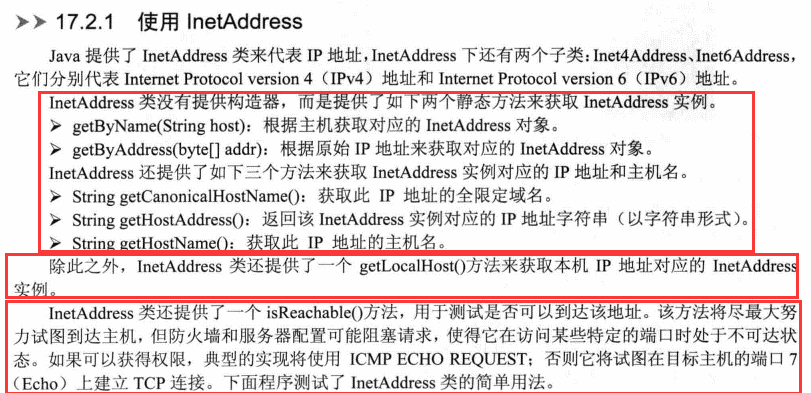 ➤➤ 17.2.1 使用 InetAddress
Java 提供了 InetAddress 类来代表 IP 地址，InetAddress 下还有两个子类：Inet4Address、Inet6Address，
它们分别代表 Internet Protocol version 4（IPv4）地址和 Internet Protocol version 6（IPv6）地址。
InetAddress 类没有提供构造器，而是提供了如下两个静态方法来获取 InetAddress 实例。
➤ getByName(String host)：根据主机获取对应的 InetAddress 对象。
➤ getByAddress(byte[] addr)：根据原始 IP 地址来获取对应的 InetAddress 对象。
InetAddress 还提供了如下三个方法来获取 InetAddress 实例对应的 IP 地址和主机名。
➤ String getCanonicalHostName()：获取此 IP 地址的全限定域名。
➤ String getHostAddress()：返回该 InetAddress 实例对应的 IP 地址字符串（以字符串形式）。
➤ String getHostName()：获取此 IP 地址的主机名。
除此之外，InetAddress 类还提供了一个 getLocalHost()方法来获取本机 IP 地址对应的 InetAddress
实例。
InetAddress 类还提供了一个 isReachable()方法，用于测试是否可以到达该地址。该方法将尽最大努
力试图到达主机，但防火墙和服务器配置可能阻塞请求，使得它在访问某些特定的端口时处于不可达状
态。如果可以获得权限，典型的实现将使用 ICMP ECHO REQUEST；否则它将试图在目标主机的端口 7
（Echo）上建立 TCP 连接。下面程序测试了 InetAddress 类的简单用法。